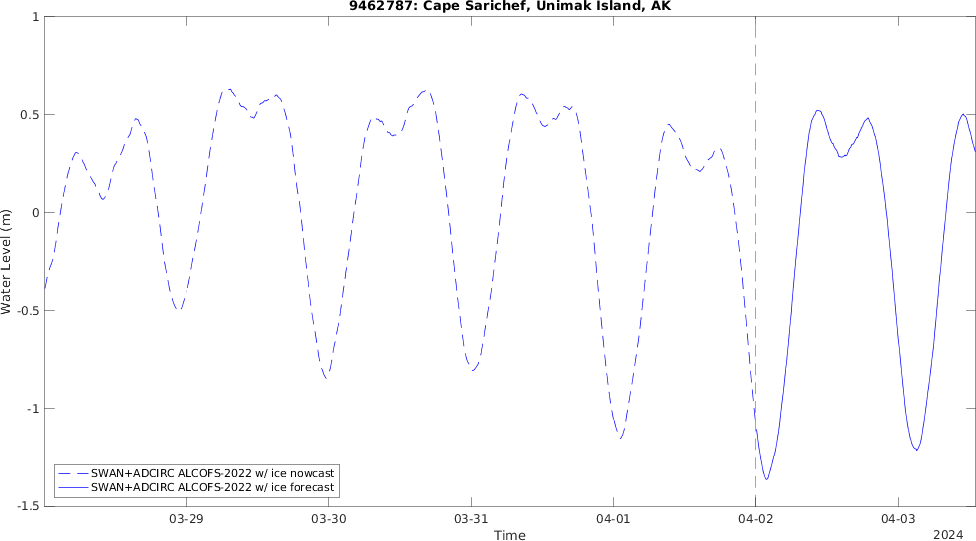 9462787: Cape Sarichef, Unimak Island, AK
1
0.5
0
-0.5
-1
-1.5
Water Level (m)
SWAN+ADCIRC ALCOFS-2022 w/ ice nowcast
SWAN+ADCIRC ALCOFS-2022 w/ ice forecast
03-29
03-30
03-31
04-01
04-02
04-03
Time
2024